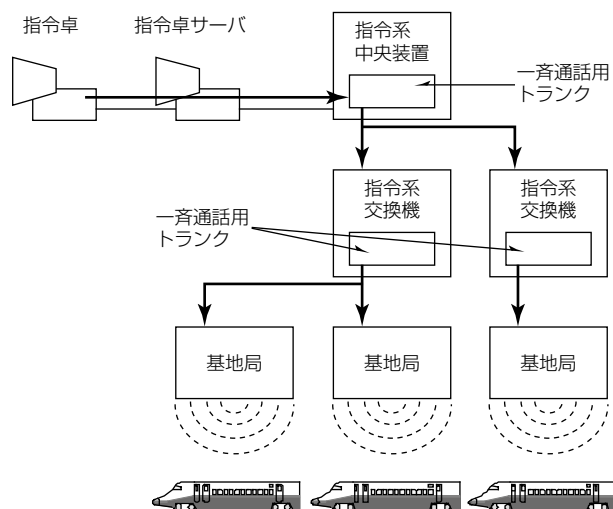 指令卓
指令卓サーバ
指令系
中央装置
一斉通話用
トランク
指令系
交換機
指令系
交換機
一斉通話用
トランク
基地局
基地局
基地局